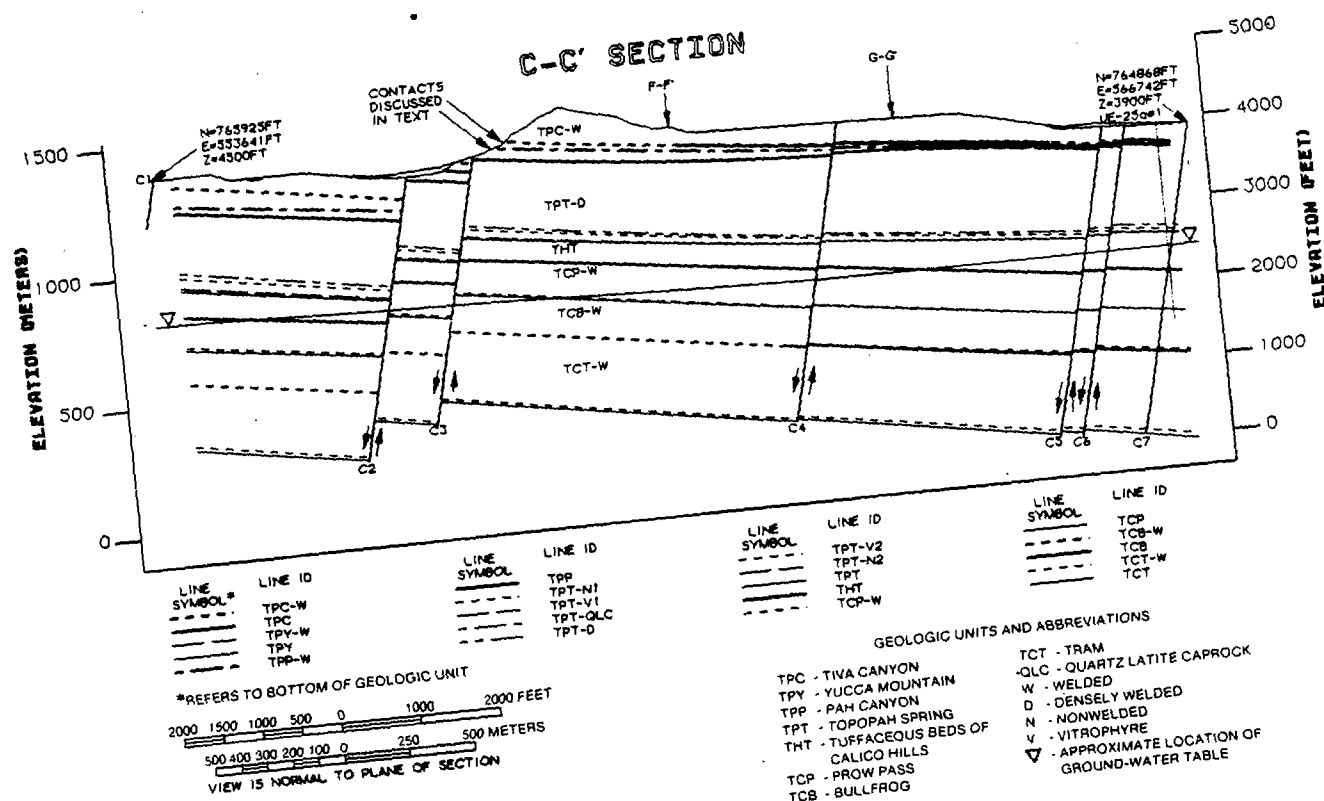 C-C' SECTION
CONTACTS
DISCUSSED
IN TEXT
F-F'
G-G'
N=765925FT
E=553641FT
Z=4300FT
N=764868FT
E=566742FT
Z=3900FT
UE-25a#1
C1
TPC-W
TPT-D
THT
TCP-W
TCB-W
TCT-W
C2
C3
C4
C5
C6
C7
ELEVATION (METERS)
1500
1000
500
0
ELEVATION (FEET)
5000
4000
3000
2000
1000
0
LINE
SYMBOL*
LINE ID
TPC-W
TPC
TPY-W
TPY
TPP-W
LINE
SYMBOL
LINE ID
TPP
TPT-N1
TPT-V1
TPT-QLC
TPT-D
LINE
SYMBOL
LINE ID
TPT-V2
TPT-N2
TPT
THT
TCP-W
LINE
SYMBOL
LINE ID
TCP
TCB-W
TCB
TCT-W
TCT
*REFERS TO BOTTOM OF GEOLOGIC UNIT
2000 1500 1000 500 0 1000 2000 FEET
500 400 300 200 100 0 250 500 METERS
VIEW IS NORMAL TO PLANE OF SECTION
GEOLOGIC UNITS AND ABBREVIATIONS
TPC - TIVA CANYON
TPY - YUCCA MOUNTAIN
TPP - PAH CANYON
TPT - TOPOPAH SPRING
THT - TUFFACEOUS BEDS OF
CALICO HILLS
TCP - PROW PASS
TCB - BULLFROG
TCT - TRAM
-QLC - QUARTZ LATITE CAPROCK
W - WELDED
D - DENSELY WELDED
N - NONWELDED
V - VITROPHYRE
▽ - APPROXIMATE LOCATION OF
GROUND-WATER TABLE